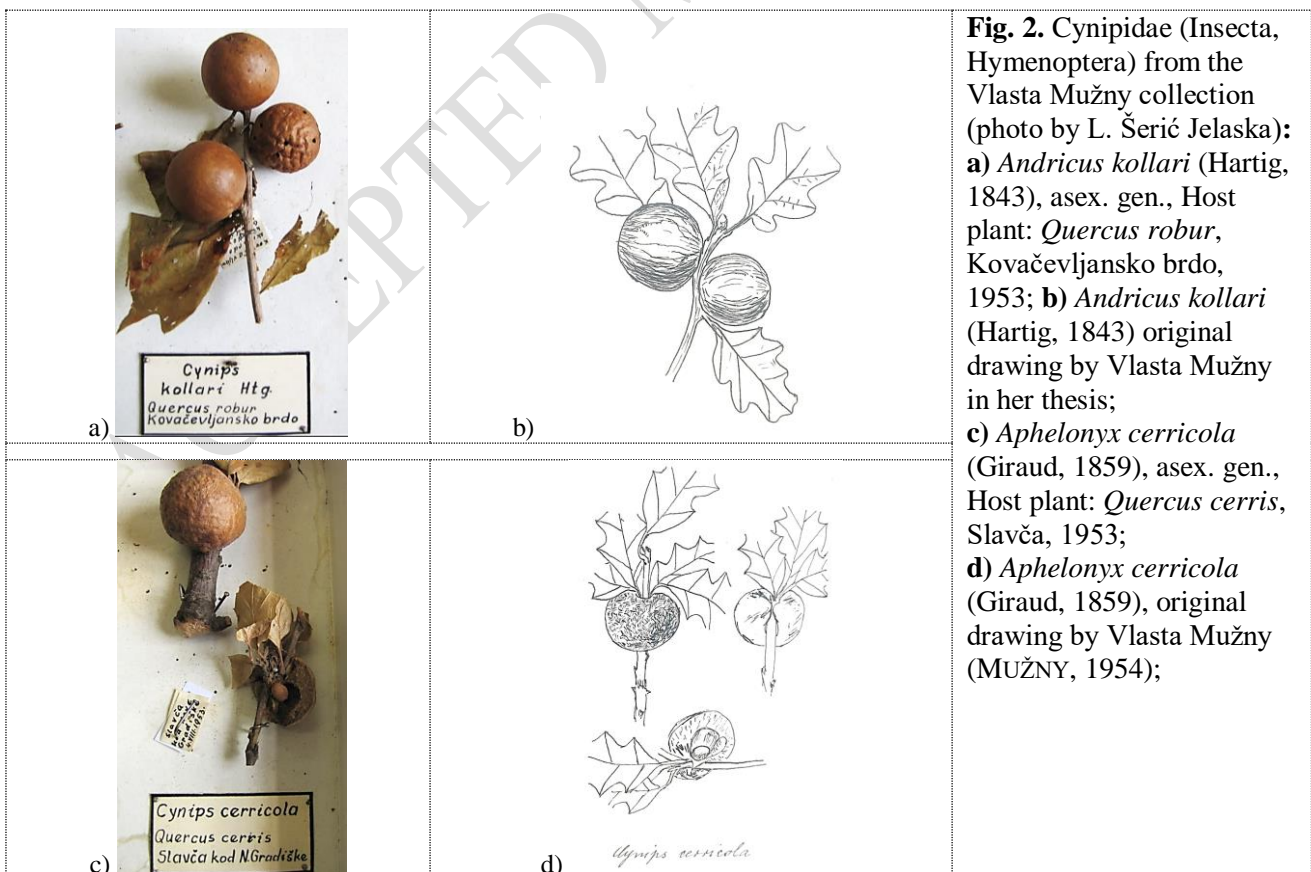 Cynips
kollari Htg.
Quercus robur
Kovačevljansko brdo
a)
b)
Fig. 2. Cynipidae (Insecta,
Hymenoptera) from the
Vlasta Mužny collection
(photo by L. Šerić Jelaska):
a) Andricus kollari (Hartig,
1843), asex. gen., Host
plant: Quercus robur,
Kovačevljansko brdo,
1953; b) Andricus kollari
(Hartig, 1843) original
drawing by Vlasta Mužny
in her thesis;
c) Aphelonyx cerricola
(Giraud, 1859), asex. gen.,
Host plant: Quercus cerris,
Slavča, 1953;
d) Aphelonyx cerricola
(Giraud, 1859), original
drawing by Vlasta Mužny
(MUŽNY, 1954);
Slavča
kod
Gradiške
Cynips cerricola
Quercus cerris
Slavča kod N.Gradiške
c)
d)
Cynips cerricola